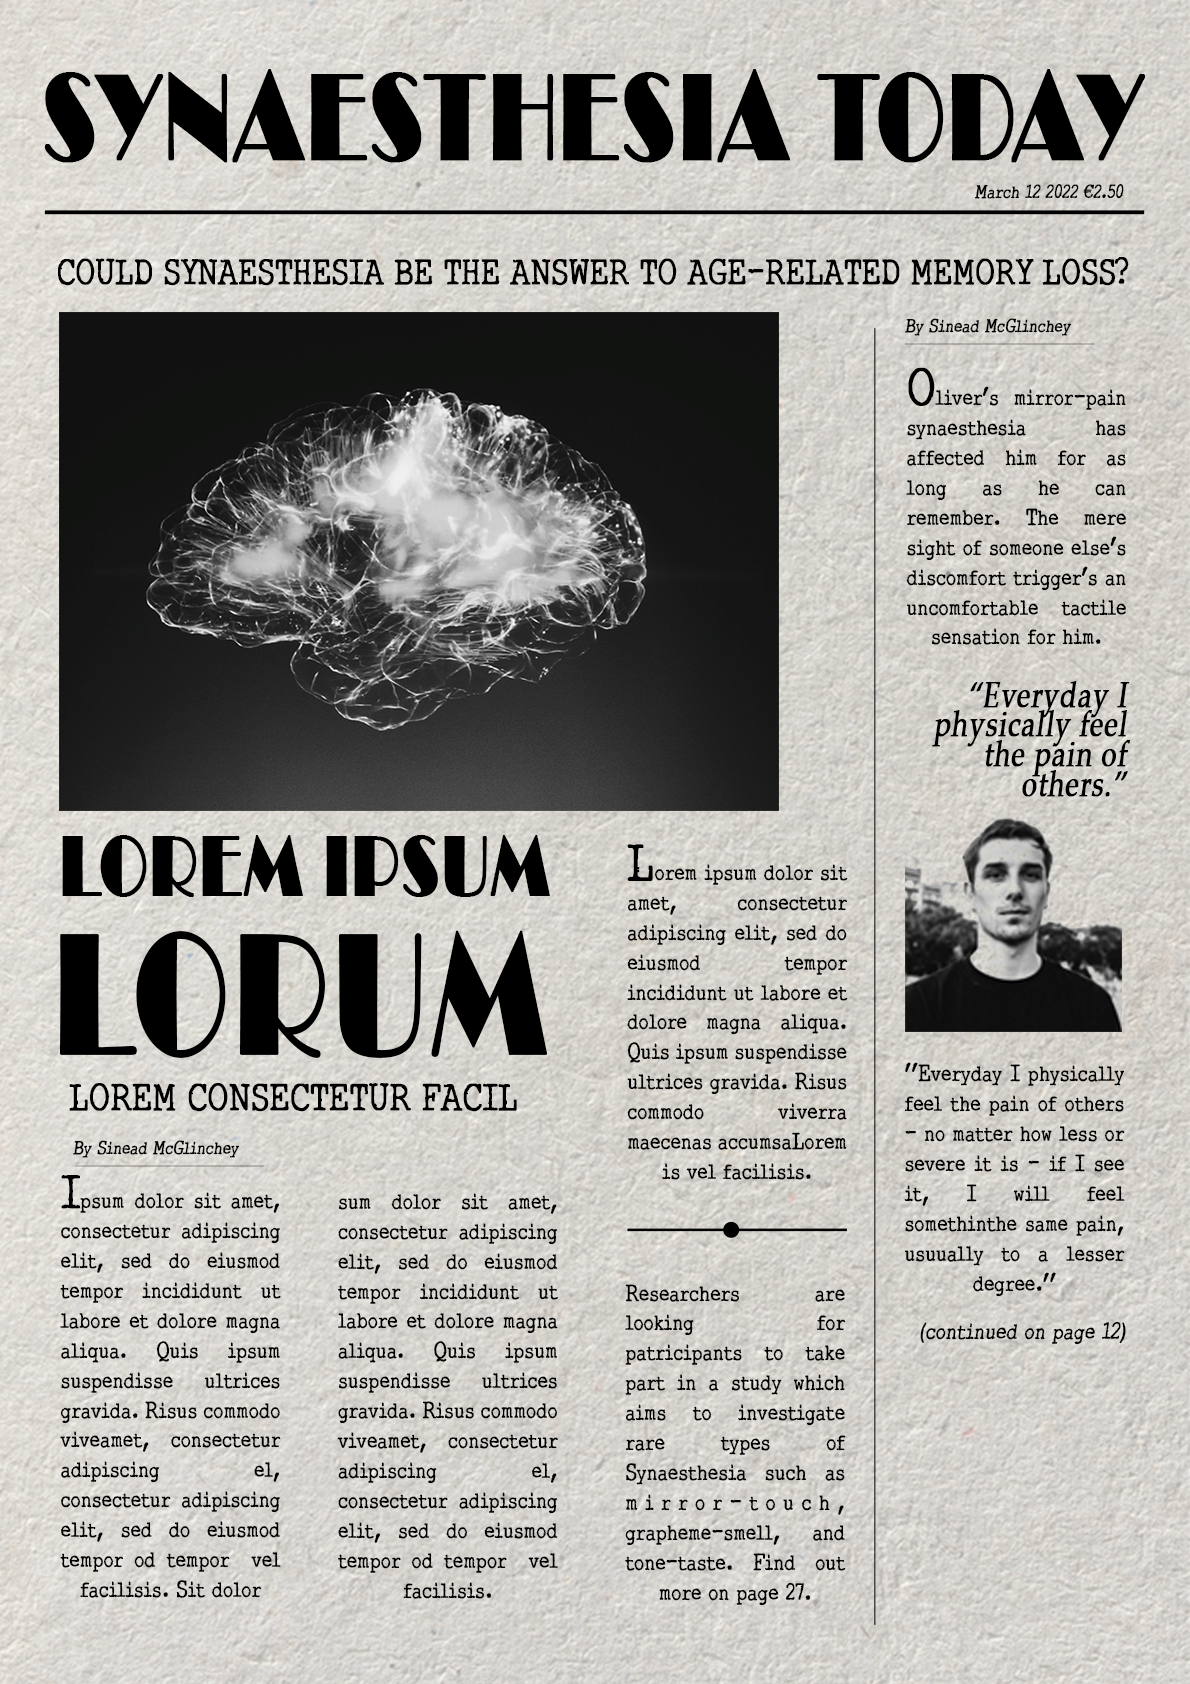 SYNAESTHESIA TODAY
March 12 2022 €2.50
COULD SYNAESTHESIA BE THE ANSWER TO AGE-RELATED MEMORY LOSS?
LOREM IPSUM
LORUM
LOREM CONSECTETUR FACIL
By Sinead McGlinchey
Ipsum dolor sit amet,
consectetur adipiscing
elit, sed do eiusmod
tempor incididunt ut
labore et dolore magna
aliqua. Quis ipsum
suspendisse ultrices
gravida. Risus commodo
viveamet, consectetur
adipiscing el,
consectetur adipiscing
elit, sed do eiusmod
tempor od tempor vel
facilisis. Sit dolor
sum dolor sit amet,
consectetur adipiscing
elit, sed do eiusmod
tempor incididunt ut
labore et dolore magna
aliqua. Quis ipsum
suspendisse ultrices
gravida. Risus commodo
viveamet, consectetur
adipiscing el,
consectetur adipiscing
elit, sed do eiusmod
tempor od tempor vel
facilisis.
Lorem ipsum dolor sit
amet, consectetur
adipiscing elit, sed do
eiusmod tempor
incididunt ut labore et
dolore magna aliqua.
Quis ipsum suspendisse
ultrices gravida. Risus
commodo viverra
maecenas accumsaLorem
is vel facilisis.
Researchers are
looking for
patricipants to take
part in a study which
aims to investigate
rare types of
Synaesthesia such as
mirror-touch,
grapheme-smell, and
tone-taste. Find out
more on page 27.
By Sinead McGlinchey
Oliver's mirror-pain
synaesthesia has
affected him for as
long as he can
remember. The mere
sight of someone else's
discomfort trigger's an
uncomfortable tactile
sensation for him.
“Everyday I
physically feel
the pain of
others.”
"Everyday I physically
feel the pain of others
- no matter how less or
severe it is - if I see
it, I will feel
somethinthe same pain,
usuually to a lesser
degree."
(continued on page 12)